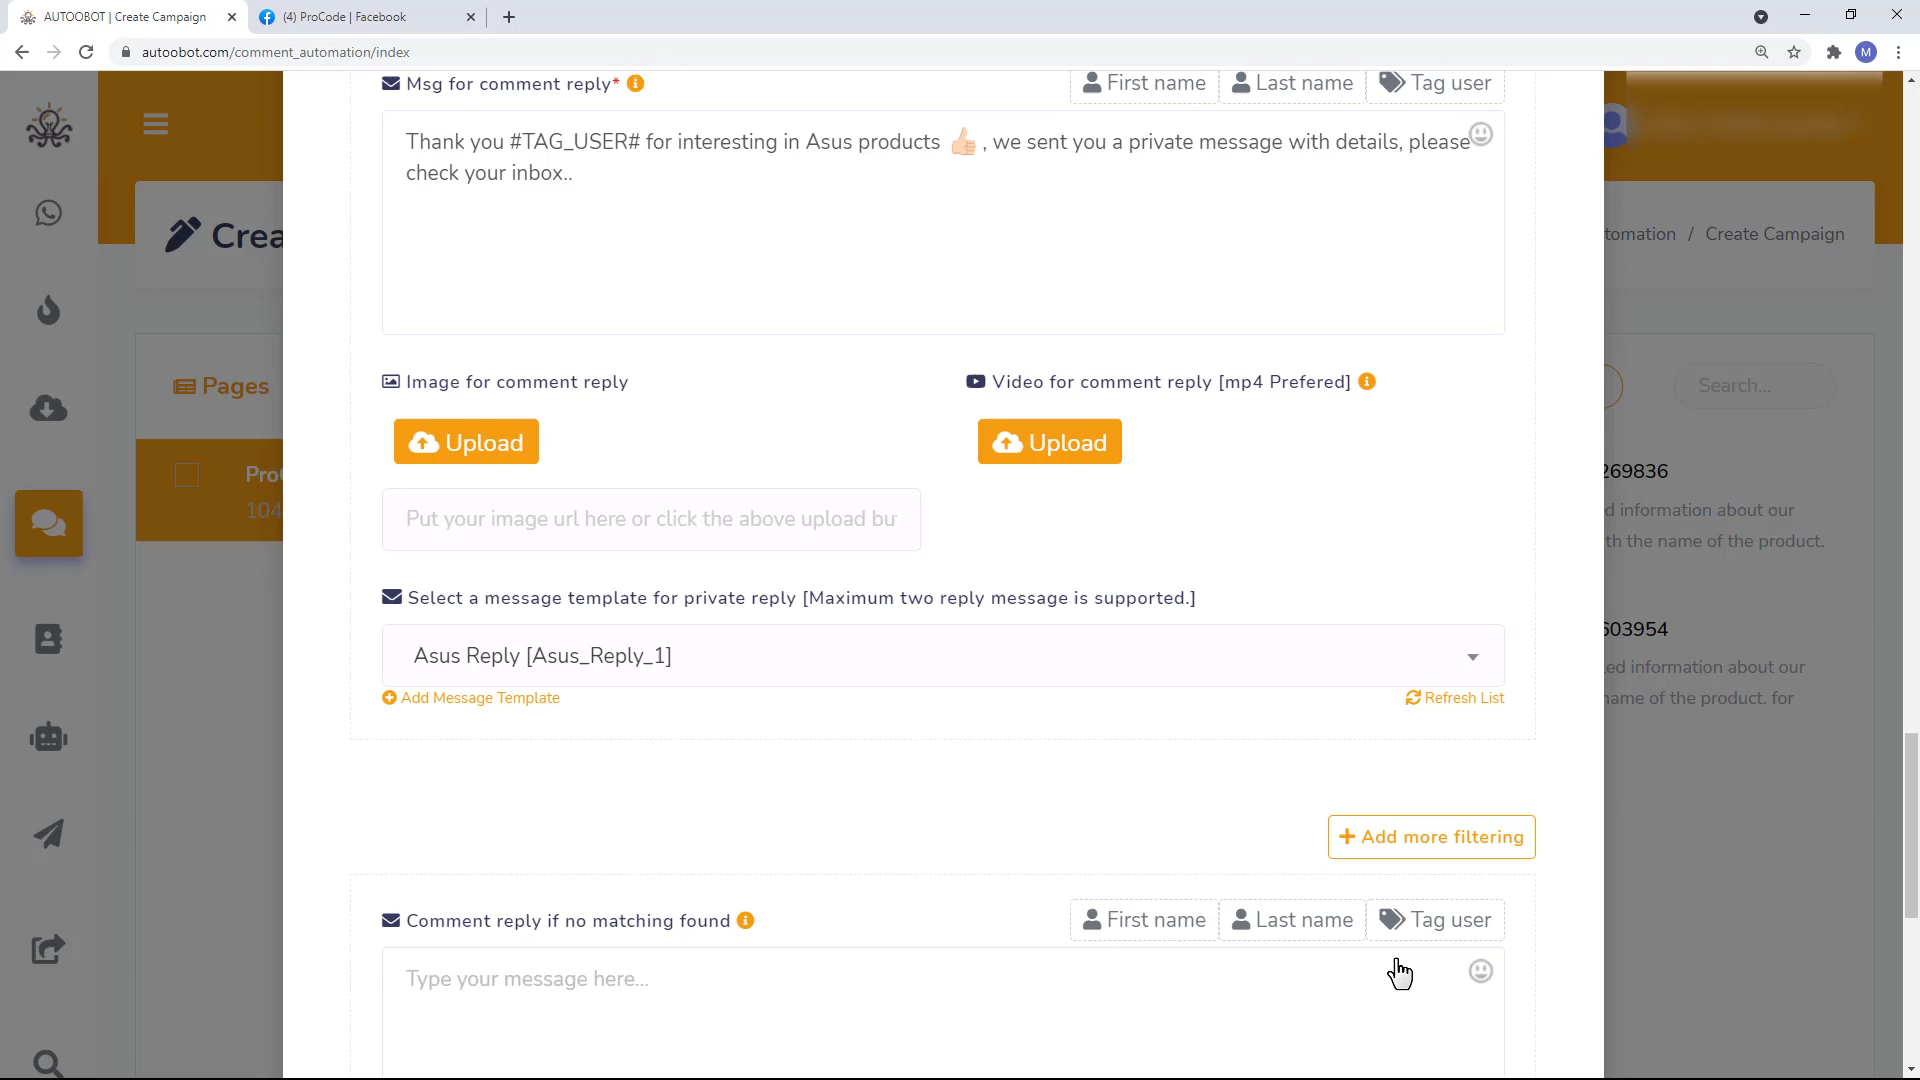 AUTOOBOT | Create Campaign
(4) ProCode | Facebook
autoobot.com/comment_automation/index
M
Msg for comment reply*
First name
Last name
Tag user
Thank you #TAG_USER# for interesting in Asus products 👍🏻, we sent you a private message with details, please
check your inbox..
Crea
tomation / Create Campaign
Pages
Search...
Image for comment reply
Video for comment reply [mp4 Prefered]
Upload
Upload
Pro
104
269836
d information about our
th the name of the product.
Put your image url here or click the above upload bu
Select a message template for private reply [Maximum two reply message is supported.]
603954
Asus Reply [Asus_Reply_1]
ed information about our
Add Message Template
Refresh List
name of the product. for
Add more filtering
Comment reply if no matching found
First name
Last name
Tag user
Type your message here...